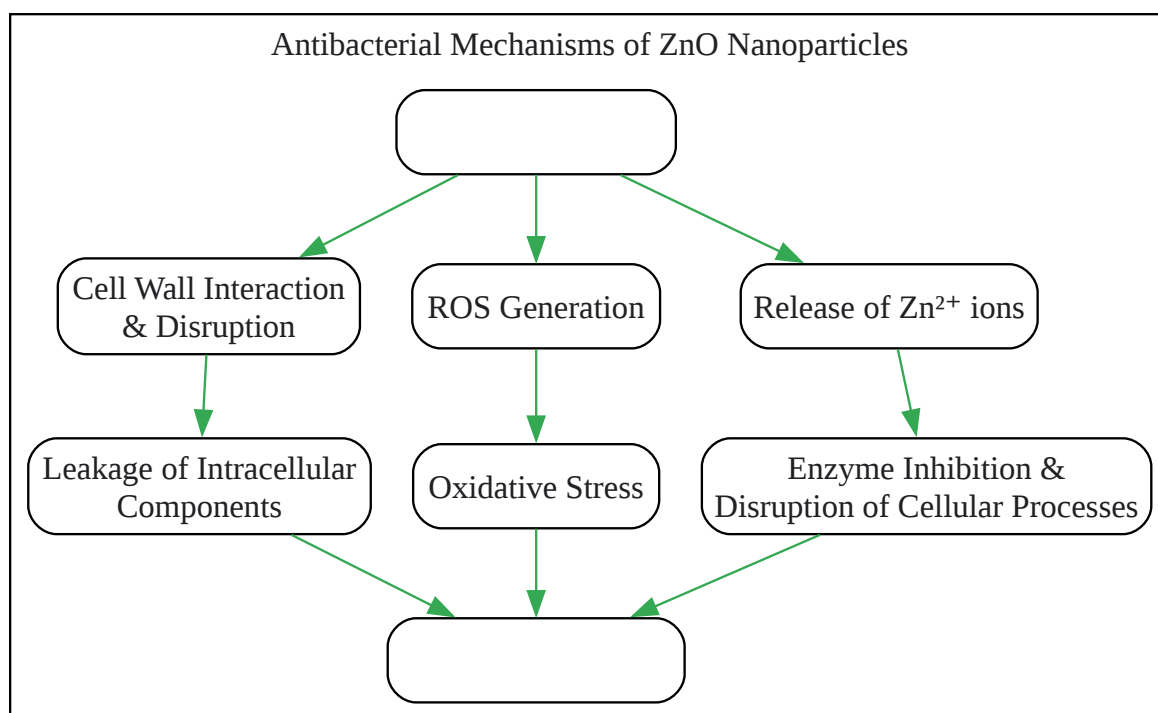 Antibacterial Mechanisms of ZnO Nanoparticles
Cell Wall Interaction
& Disruption
ROS Generation
Release of Zn²⁺ ions
Leakage of Intracellular
Components
Oxidative Stress
Enzyme Inhibition &
Disruption of Cellular Processes